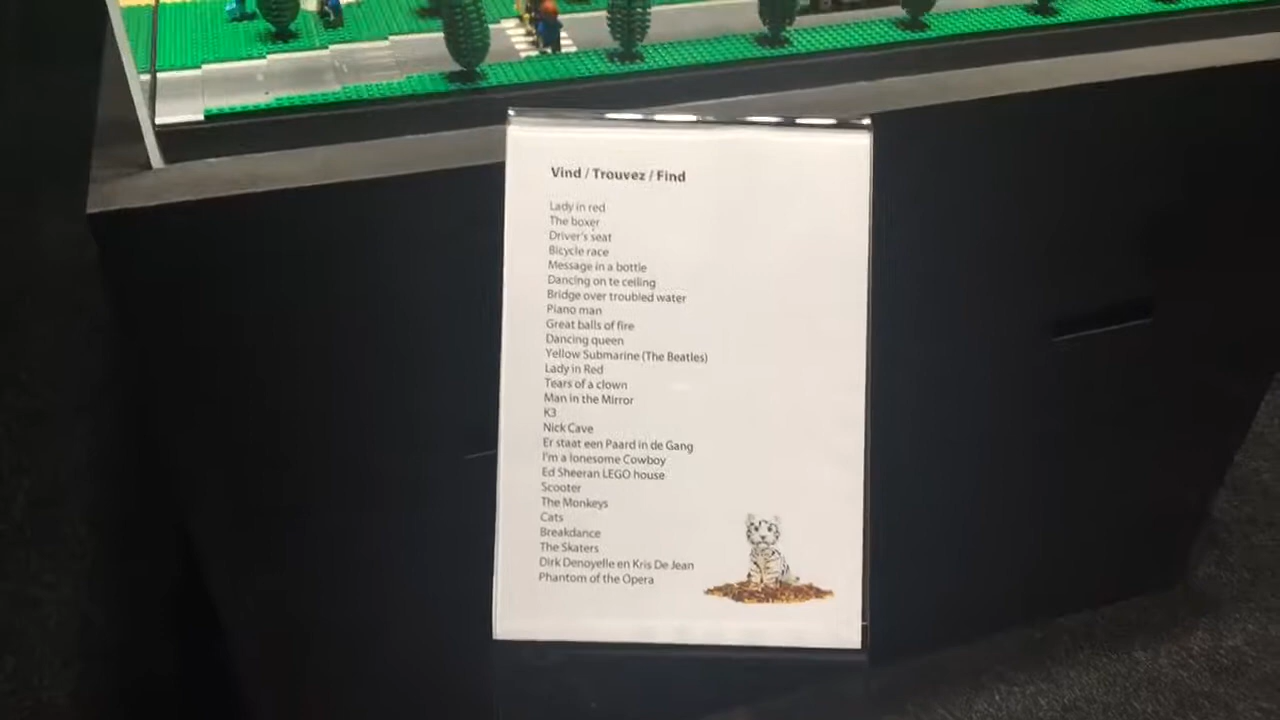 Vind / Trouvez / Find
Lady in red
The boxer
Driver's seat
Bicycle race
Message in a bottle
Dancing on te ceiling
Bridge over troubled water
Piano man
Great balls of fire
Dancing queen
Yellow Submarine (The Beatles)
Lady in Red
Tears of a clown
Man in the Mirror
K3
Nick Cave
Er staat een Paard in de Gang
I'm a lonesome Cowboy
Ed Sheeran LEGO house
Scooter
The Monkeys
Cats
Breakdance
The Skaters
Dirk Denoyelle en Kris De Jean
Phantom of the Opera